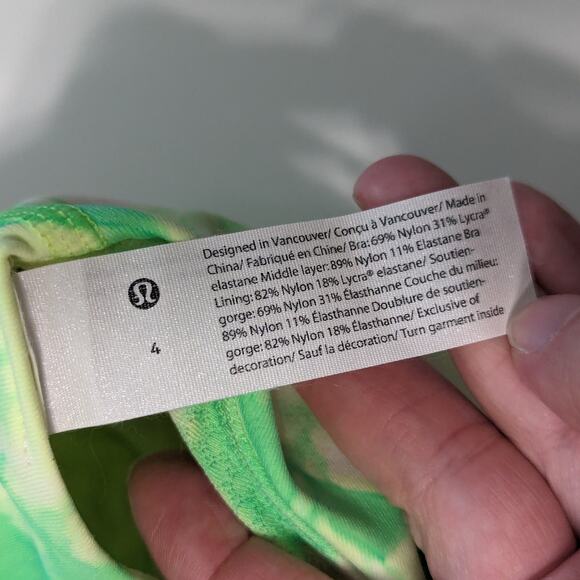 4
Designed in Vancouver/ Conçu à Vancouver/ Made in
China/ Fabriqué en Chine/ Bra: 69% Nylon 31% Lycra®
elastane Middle layer: 89% Nylon 11% Elastane Bra
Lining: 82% Nylon 18% Lycra® elastane/ Soutien-
gorge: 69% Nylon 31% Élasthanne Couche du milieu:
89% Nylon 11% Élasthanne Doublure de soutien-
gorge: 82% Nylon 18% Élasthanne/ Exclusive of
decoration/ Sauf la décoration/ Turn garment inside